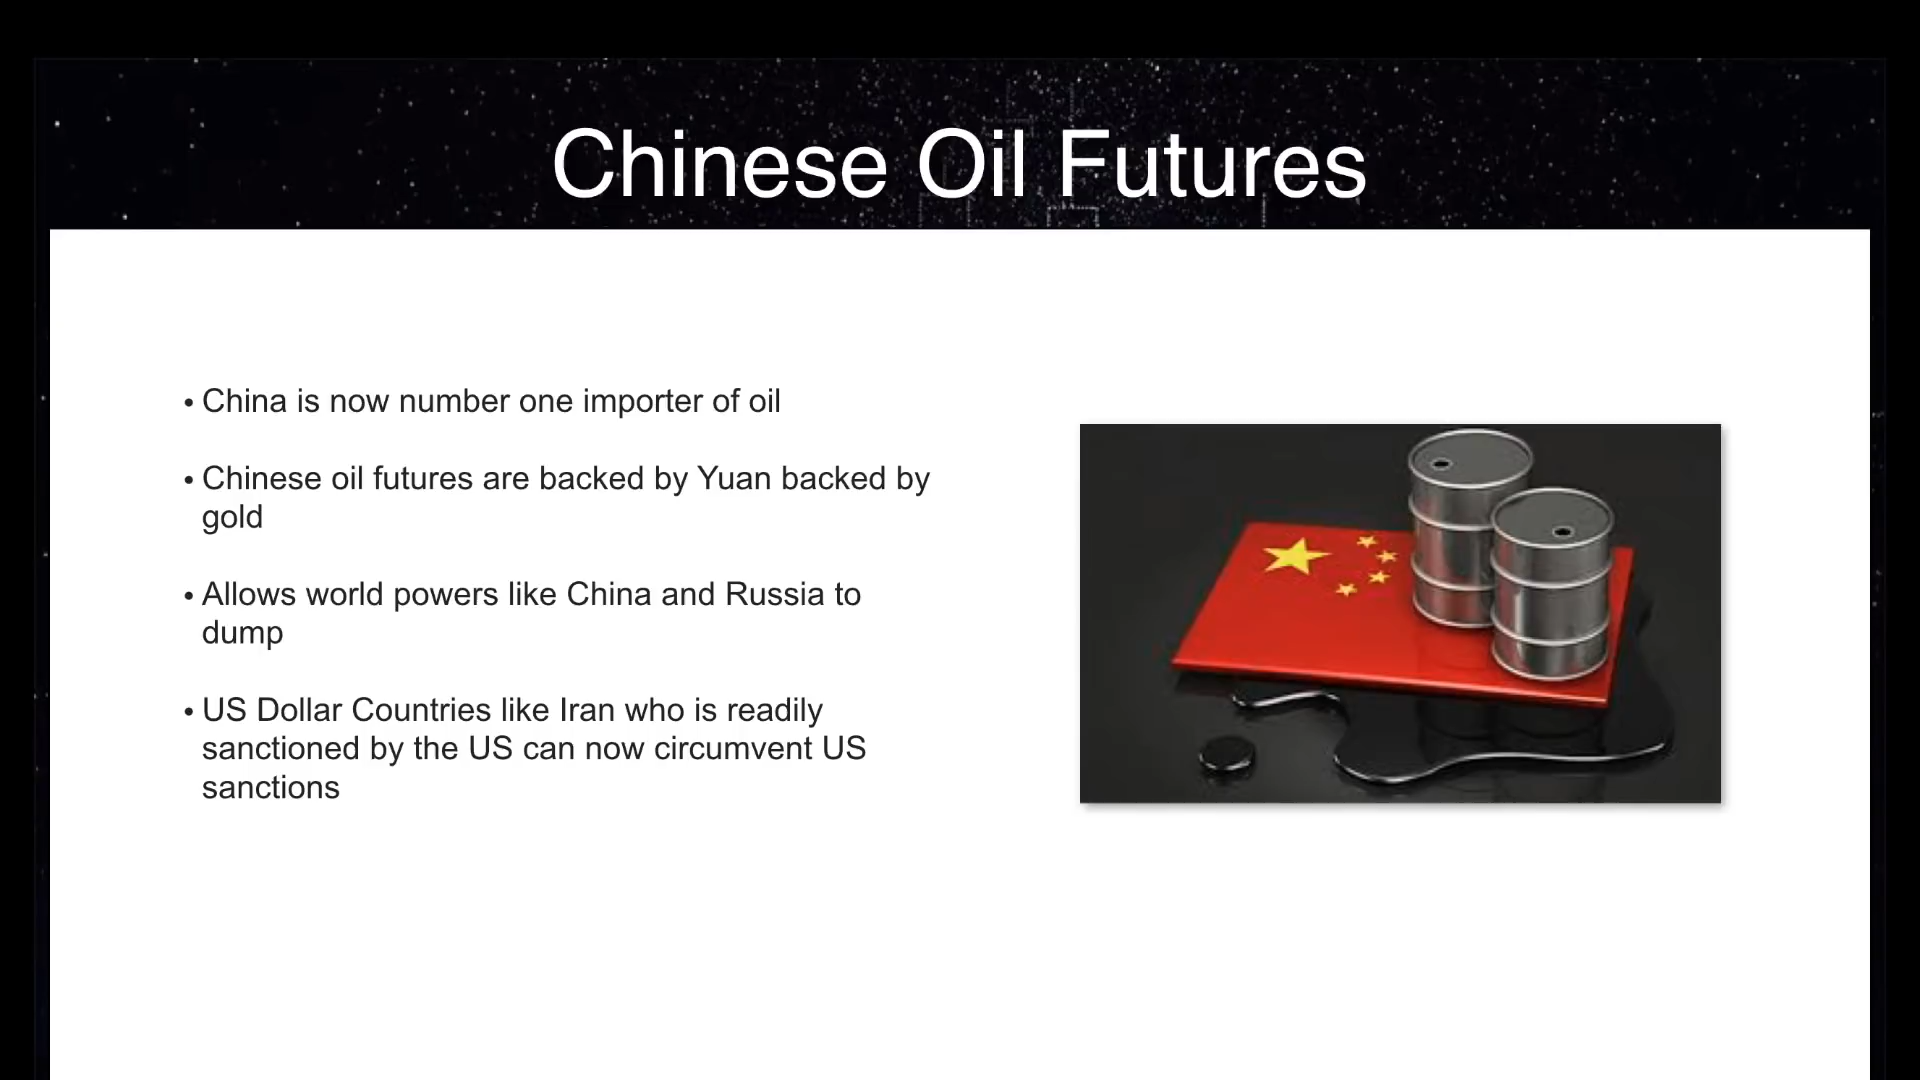 Chinese Oil Futures
• China is now number one importer of oil
• Chinese oil futures are backed by Yuan backed by
gold
• Allows world powers like China and Russia to
dump
• US Dollar Countries like Iran who is readily
sanctioned by the US can now circumvent US
sanctions